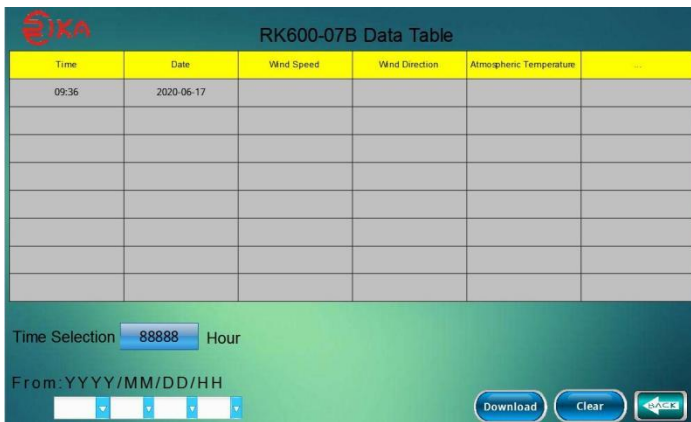 RIKA
RK600-07B Data Table
Time Date Wind Speed Wind Direction Atmospheric Temperature ...
09:36 2020-06-17
Time Selection 88888 Hour
From:YYYY/MM/DD/HH
Download Clear BACK